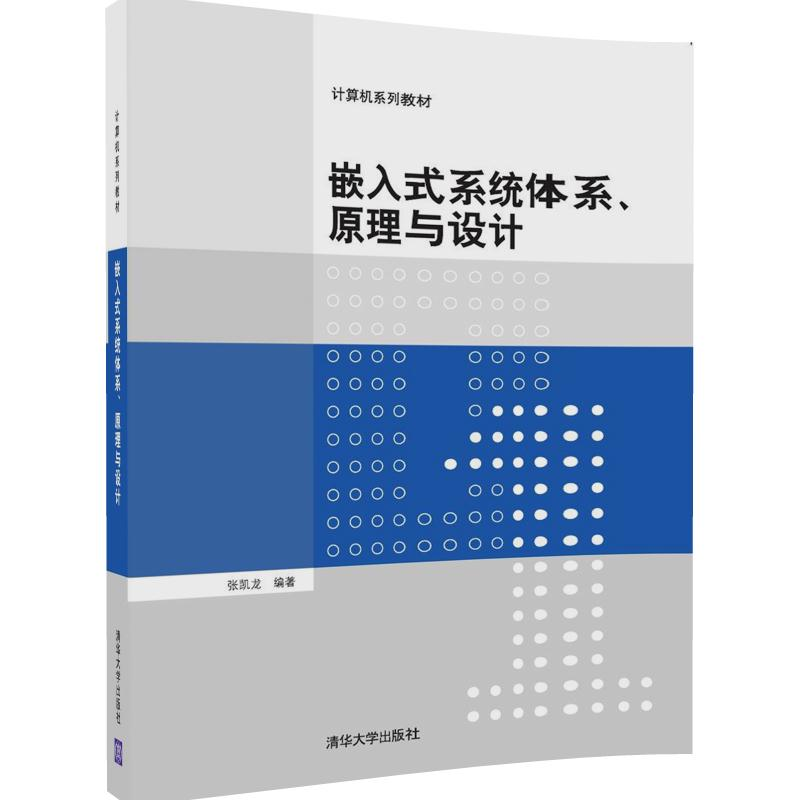 计算机系列教材
嵌入式系统体系、
原理与设计
张凯龙 编著
清华大学出版社
计算机系列教材
嵌入式系统体系、原理与设计
清华大学出版社